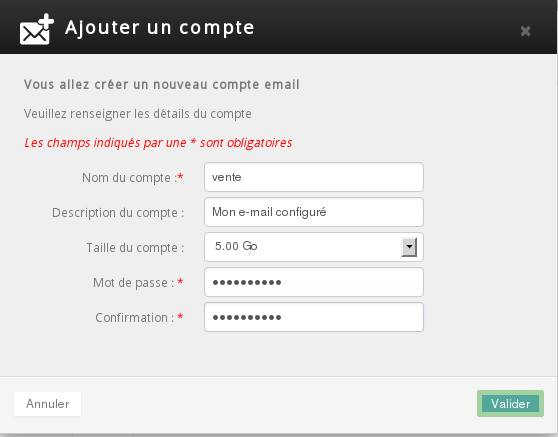 Ajouter un compte
Vous allez créer un nouveau compte email
Veuillez renseigner les détails du compte
Les champs indiqués par une * sont obligatoires
Nom du compte :* vente
Description du compte : Mon e-mail configuré
Taille du compte : 5.00 Go
Mot de passe : * ••••••••••
Confirmation : * ••••••••••
Annuler Valider